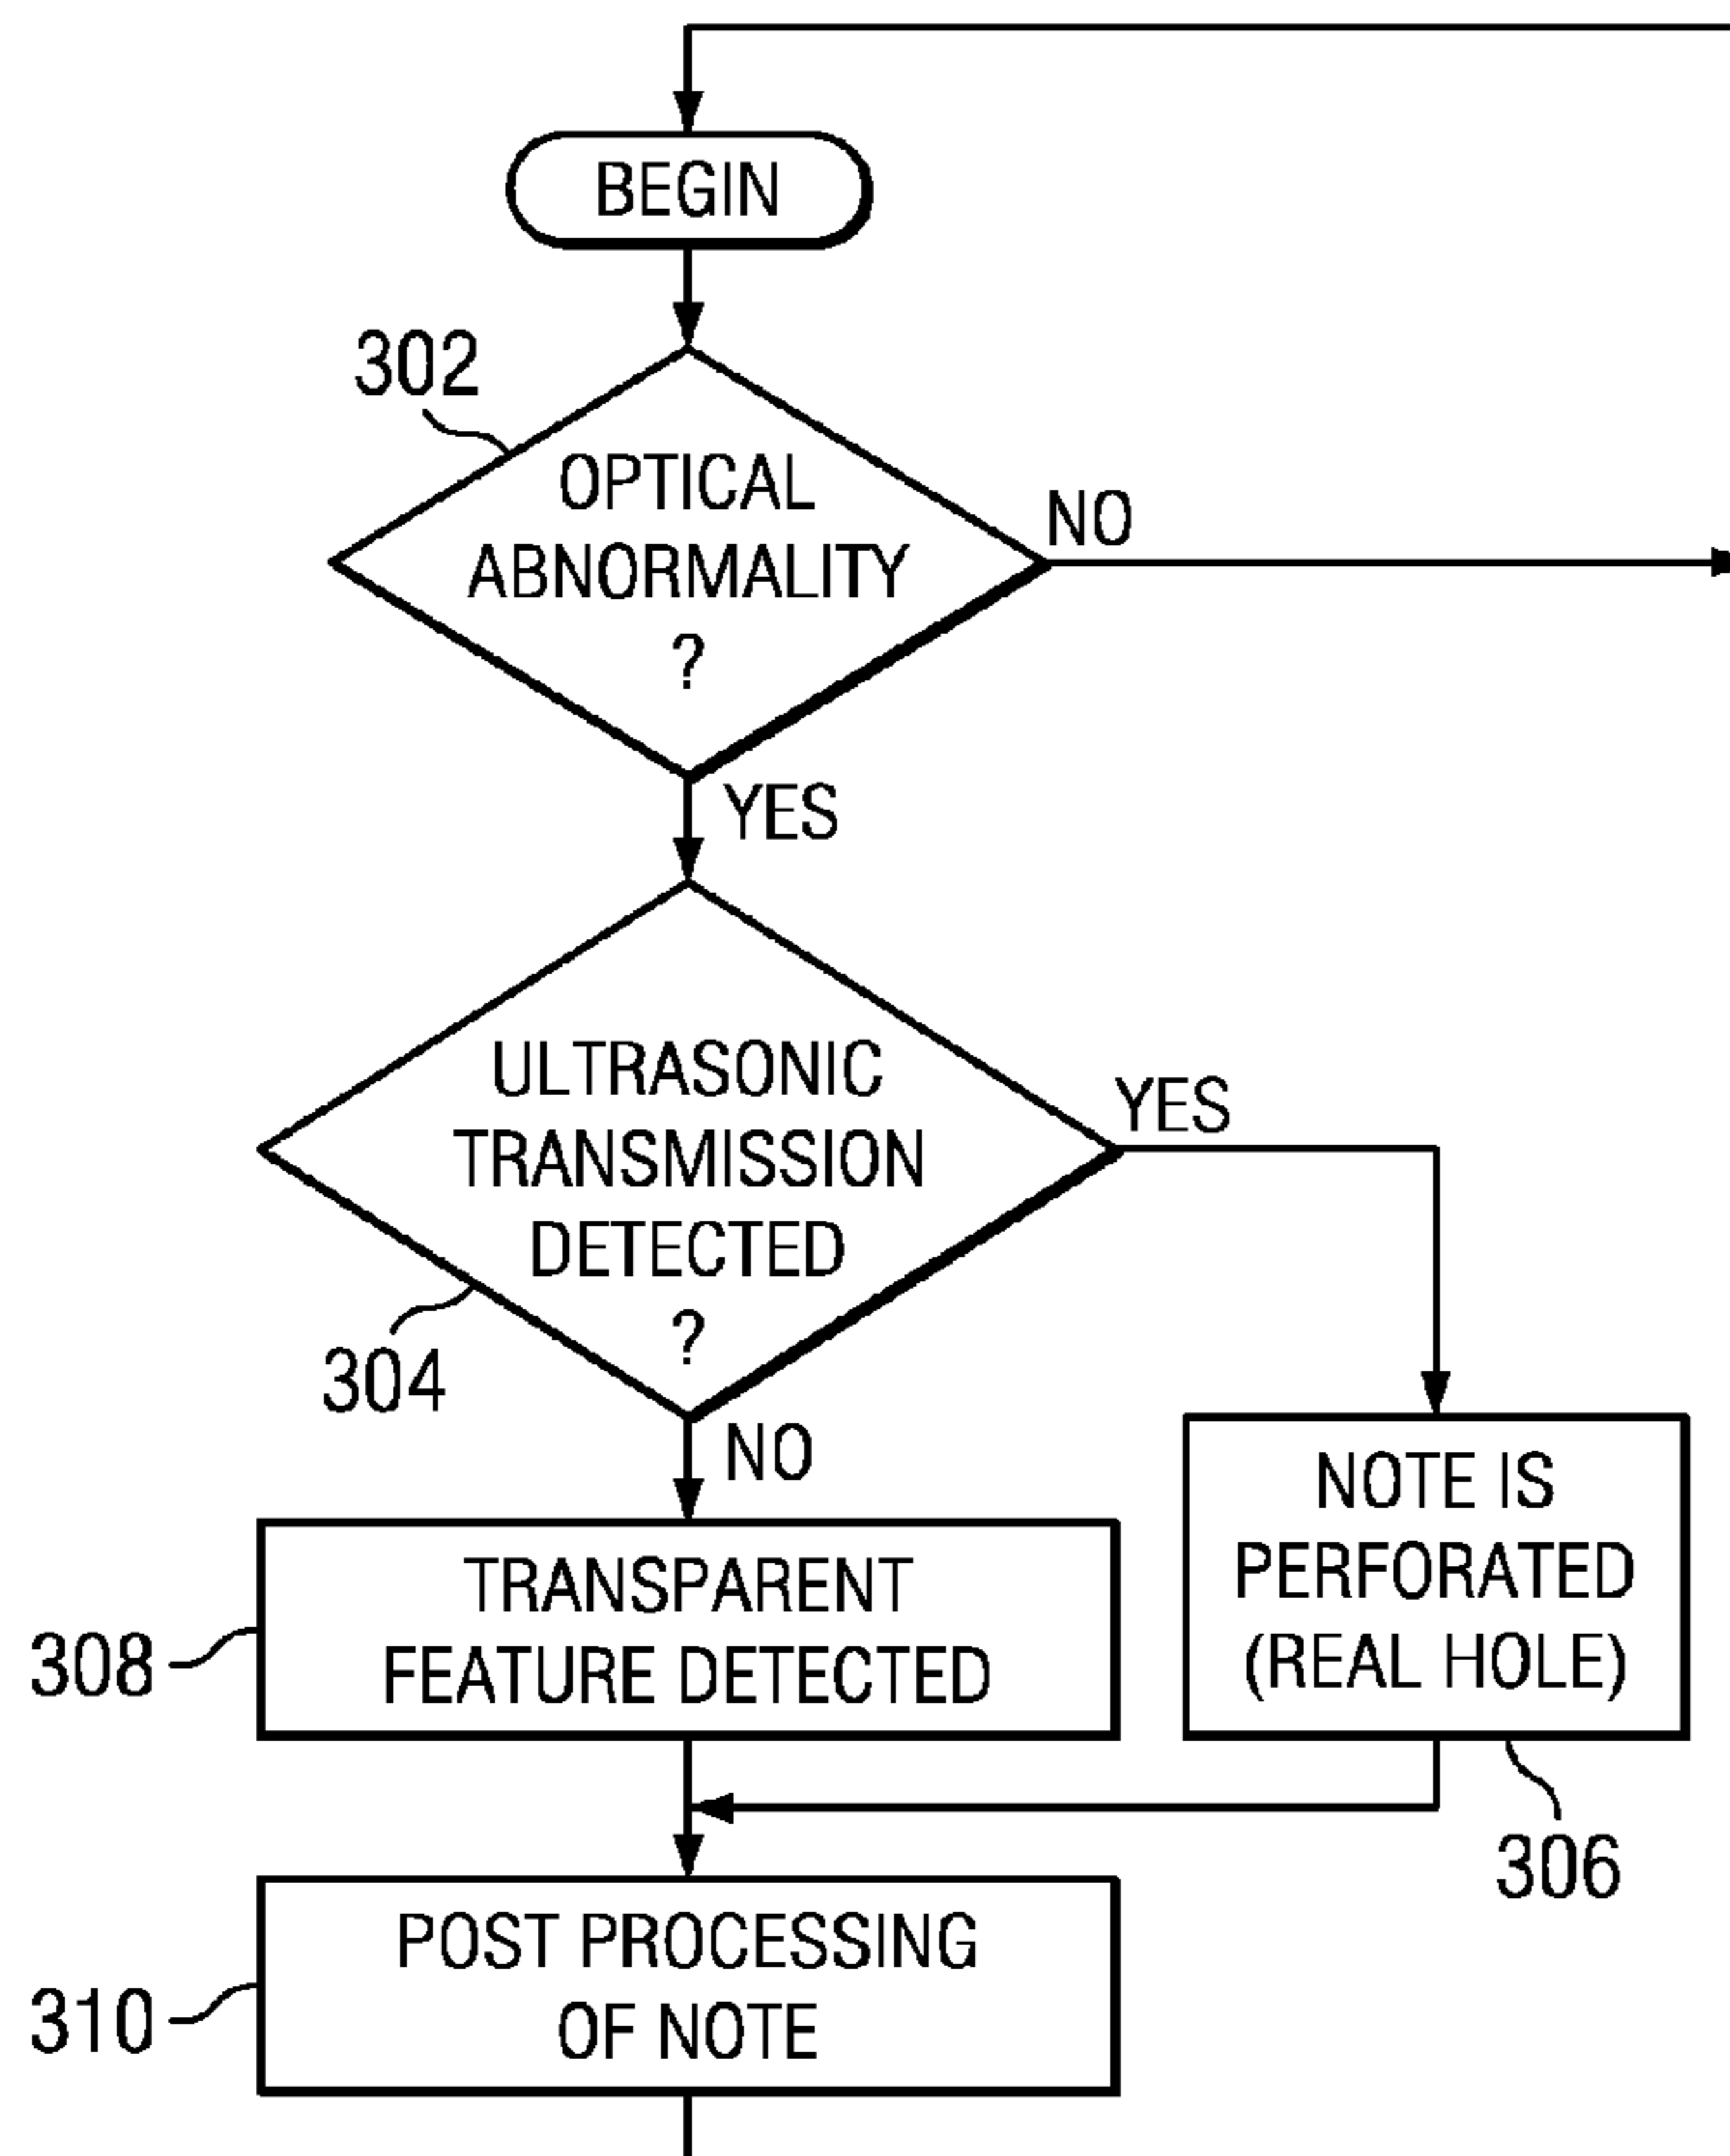 BEGIN
302
OPTICAL
ABNORMALITY
?
NO
YES
ULTRASONIC
TRANSMISSION
DETECTED
?
YES
304
NO
NOTE IS
PERFORATED
(REAL HOLE)
TRANSPARENT
FEATURE DETECTED
308
306
POST PROCESSING
OF NOTE
310